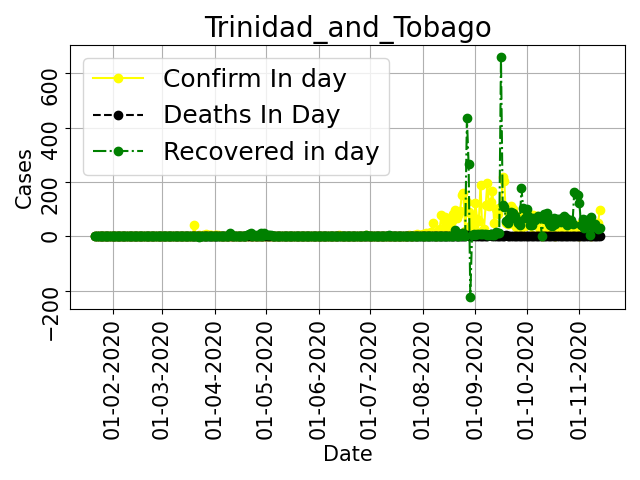 Trinidad_and_Tobago
Confirm In day
Deaths In Day
Recovered in day
Cases
600
400
200
0
−200
01-02-2020
01-03-2020
01-04-2020
01-05-2020
01-06-2020
01-07-2020
01-08-2020
01-09-2020
01-10-2020
01-11-2020
Date